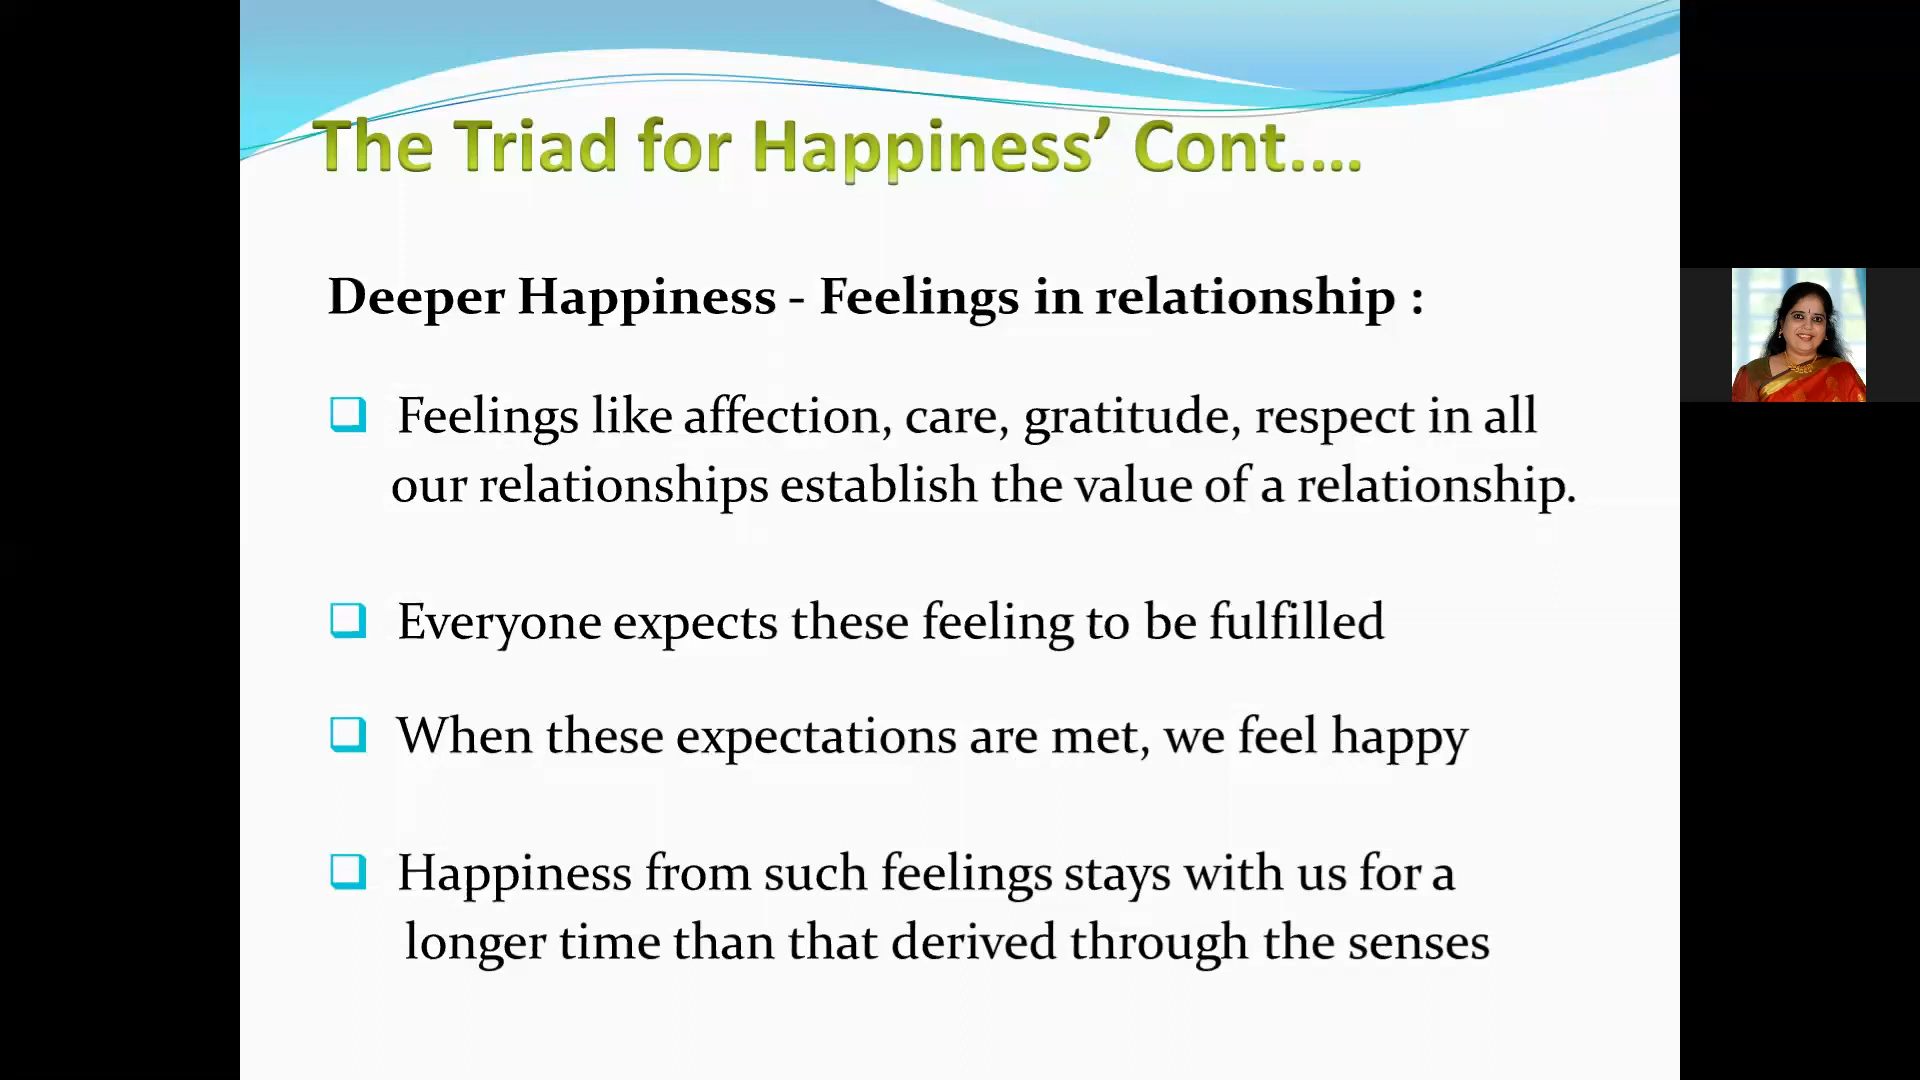 The Triad for Happiness’ Cont....
Deeper Happiness - Feelings in relationship :
Feelings like affection, care, gratitude, respect in all
our relationships establish the value of a relationship.
Everyone expects these feeling to be fulfilled
When these expectations are met, we feel happy
Happiness from such feelings stays with us for a
longer time than that derived through the senses